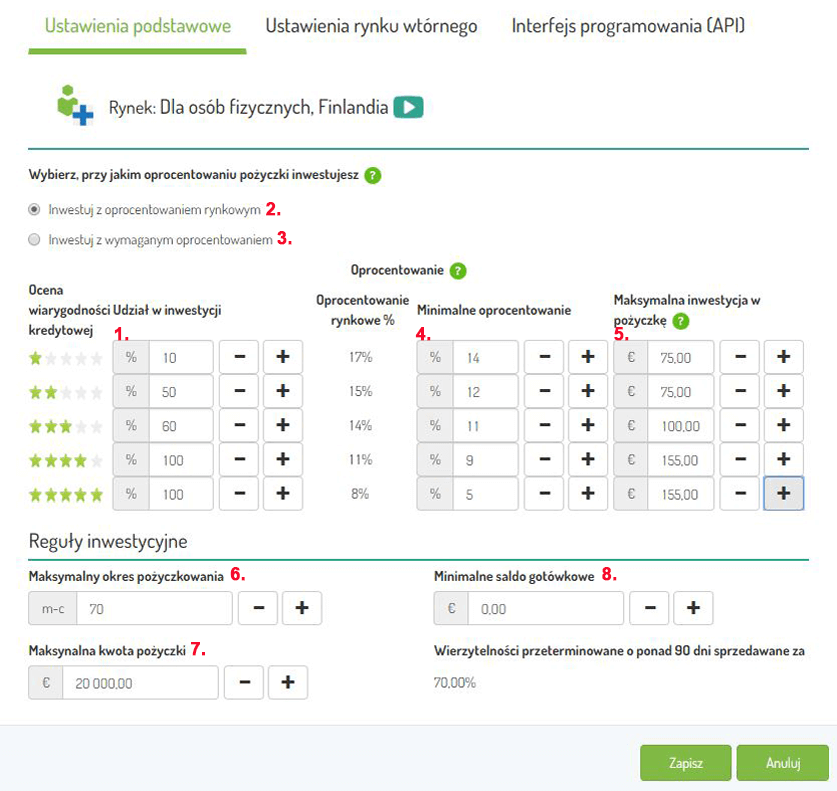 Ustawienia podstawowe Ustawienia rynku wtórnego Interfejs programowania (API)
Rynek: Dla osób fizycznych, Finlandia
Wybierz, przy jakim oprocentowaniu pożyczki inwestujesz ?
Inwestuj z oprocentowaniem rynkowym 2.
Inwestuj z wymaganym oprocentowaniem 3.
Oprocentowanie ?
Ocena wiarygodności kredytowej
Udział w inwestycji
1.
Oprocentowanie rynkowe %
Minimalne oprocentowanie
4.
Maksymalna inwestycja w pożyczkę ?
5.
% 10 − + 17% % 14 − + € 75,00 − +
% 50 − + 15% % 12 − + € 75,00 − +
% 60 − + 14% % 11 − + € 100,00 − +
% 100 − + 11% % 9 − + € 155,00 − +
% 100 − + 8% % 5 − + € 155,00 − +
Reguły inwestycyjne
Maksymalny okres pożyczkowania 6.
m-c 70 − +
Minimalne saldo gotówkowe 8.
€ 0,00 − +
Maksynalna kwota pożyczki 7.
€ 20 000,00 − +
Wierzytelności przeterminowane o ponad 90 dni sprzedawane za
70,00%
Zapisz Anuluj